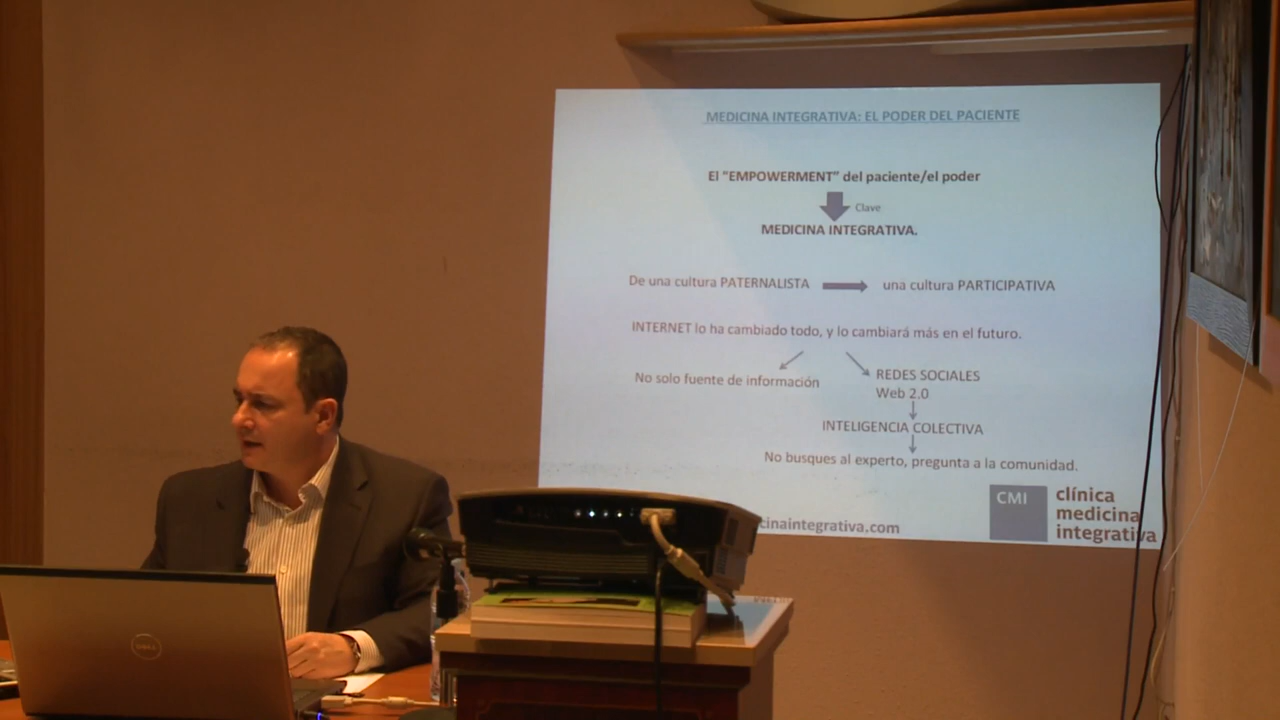 MEDICINA INTEGRATIVA: EL PODER DEL PACIENTE
El "EMPOWERMENT" del paciente/el poder
Clave
MEDICINA INTEGRATIVA.
De una cultura PATERNALISTA una cultura PARTICIPATIVA
INTERNET lo ha cambiado todo, y lo cambiará más en el futuro.
No solo fuente de información
REDES SOCIALES
Web 2.0
INTELIGENCIA COLECTIVA
No busques al experto, pregunta a la comunidad.
cinaintegrativa.com
CMI
clínica
medicina
integrativa
DELL